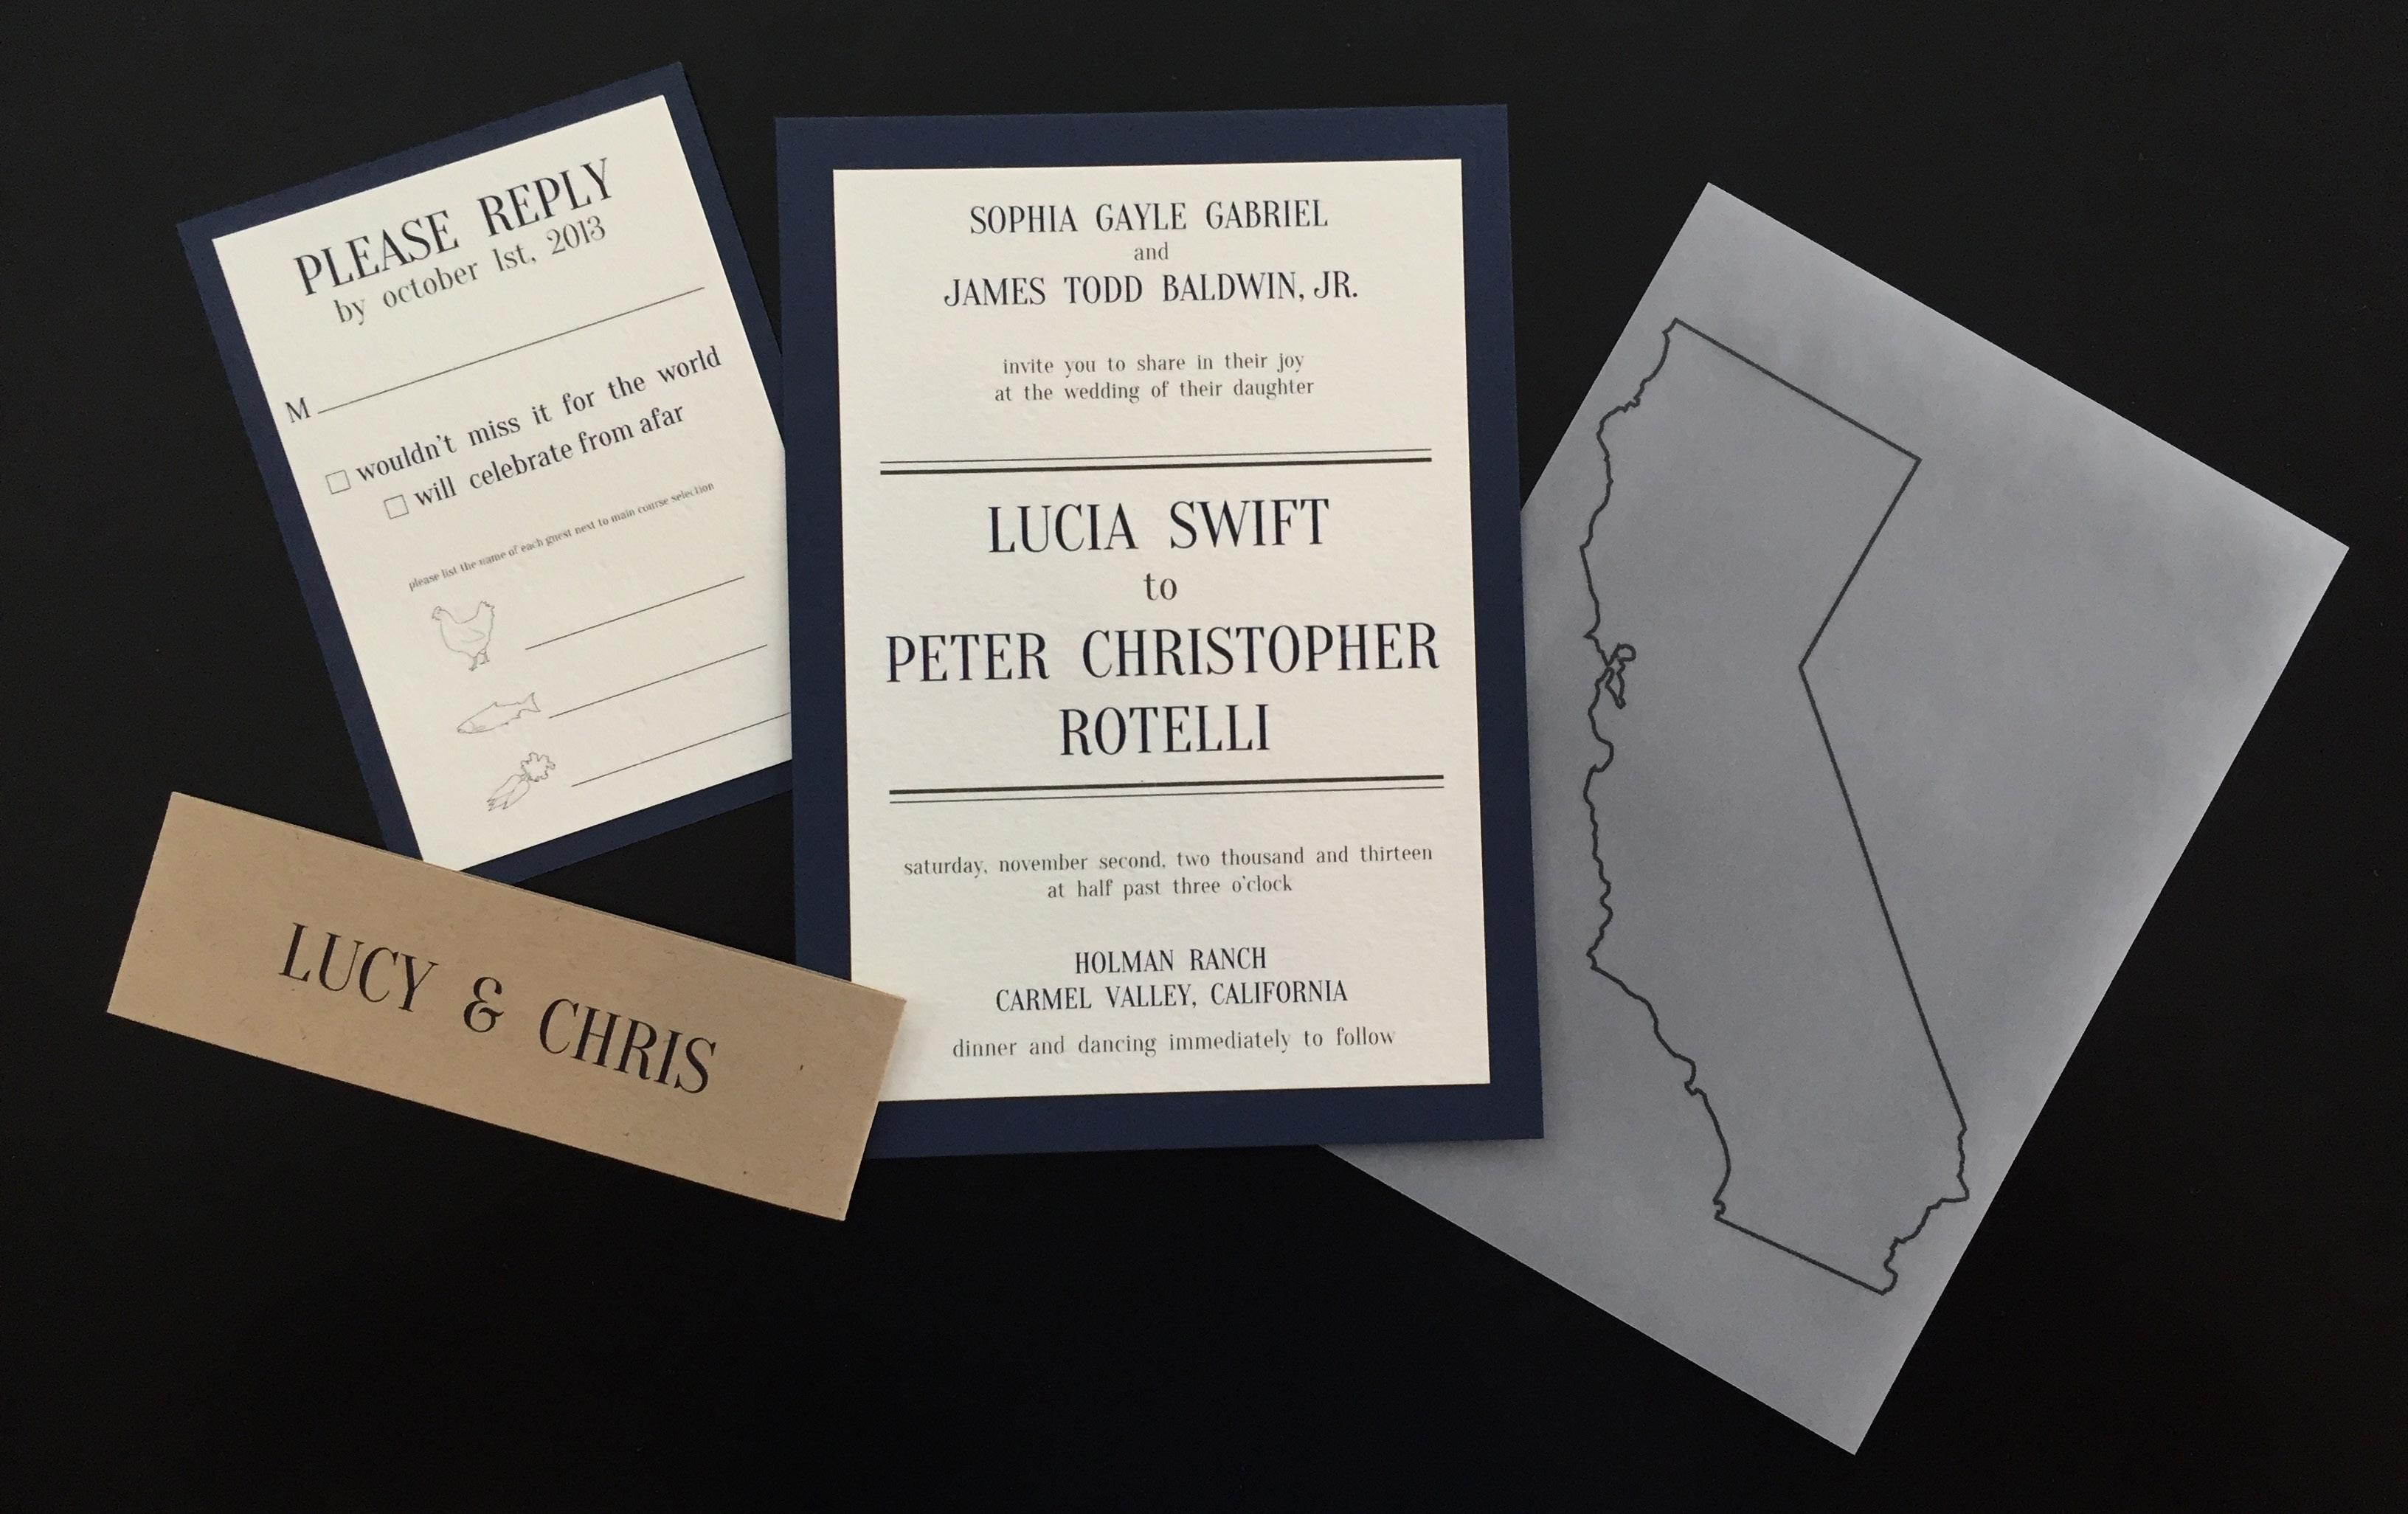 PLEASE REPLY
by october 1st, 2013
M
wouldn't miss it for the world
will celebrate from afar
please list the name of each guest next to main course selection
LUCY & CHRIS
SOPHIA GAYLE GABRIEL
and
JAMES TODD BALDWIN, JR.
invite you to share in their joy
at the wedding of their daughter
LUCIA SWIFT
to
PETER CHRISTOPHER
ROTELLI
saturday, november second, two thousand and thirteen
at half past three o'clock
HOLMAN RANCH
CARMEL VALLEY, CALIFORNIA
dinner and dancing immediately to follow